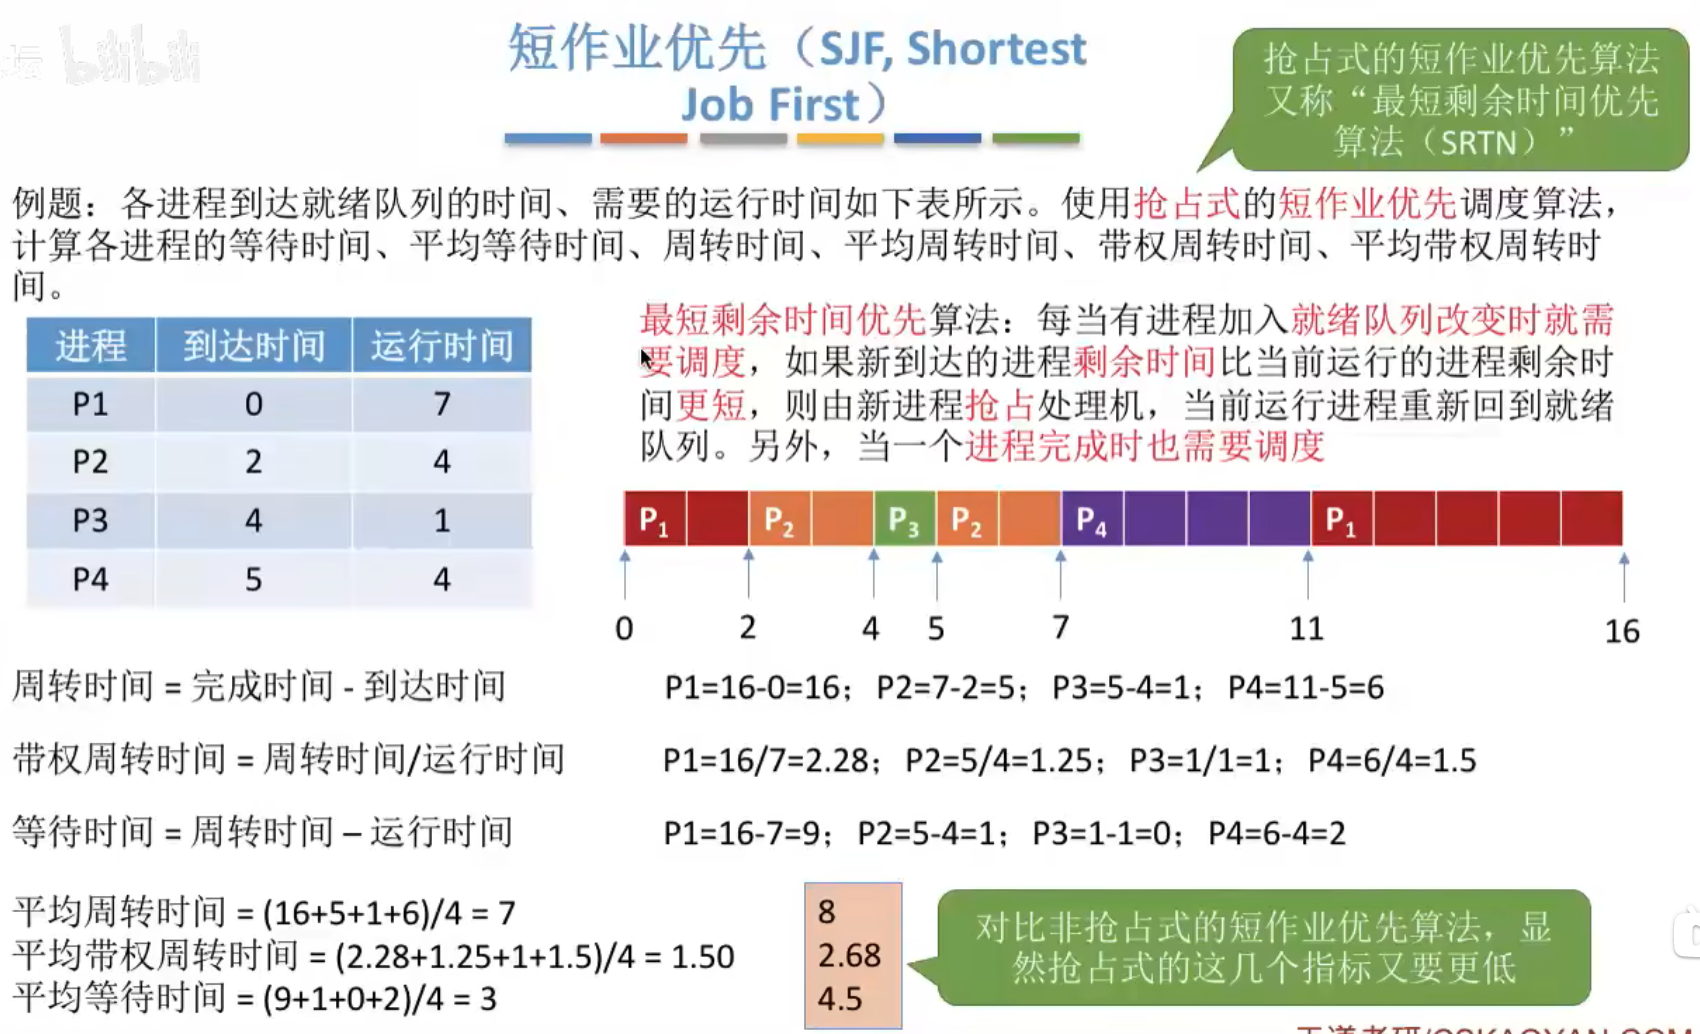 坛 bilibili
短作业优先（SJF, Shortest
Job First）
抢占式的短作业优先算法
又称“最短剩余时间优先
算法（SRTN）”
例题：各进程到达就绪队列的时间、需要的运行时间如下表所示。使用抢占式的短作业优先调度算法，
计算各进程的等待时间、平均等待时间、周转时间、平均周转时间、带权周转时间、平均带权周转时
间。
进程 到达时间 运行时间
P1 0 7
P2 2 4
P3 4 1
P4 5 4
最短剩余时间优先算法：每当有进程加入就绪队列改变时就需
要调度，如果新到达的进程剩余时间比当前运行的进程剩余时
间更短，则由新进程抢占处理机，当前运行进程重新回到就绪
队列。另外，当一个进程完成时也需要调度
P₁ P₂ P₃ P₂ P₄ P₁
0 2 4 5 7 11 16
周转时间 = 完成时间 - 到达时间 P1=16-0=16；P2=7-2=5；P3=5-4=1；P4=11-5=6
带权周转时间 = 周转时间/运行时间 P1=16/7=2.28；P2=5/4=1.25；P3=1/1=1；P4=6/4=1.5
等待时间 = 周转时间 – 运行时间 P1=16-7=9；P2=5-4=1；P3=1-1=0；P4=6-4=2
平均周转时间 = (16+5+1+6)/4 = 7 8
平均带权周转时间 = (2.28+1.25+1+1.5)/4 = 1.50 2.68
平均等待时间 = (9+1+0+2)/4 = 3 4.5
对比非抢占式的短作业优先算法，显
然抢占式的这几个指标又要更低